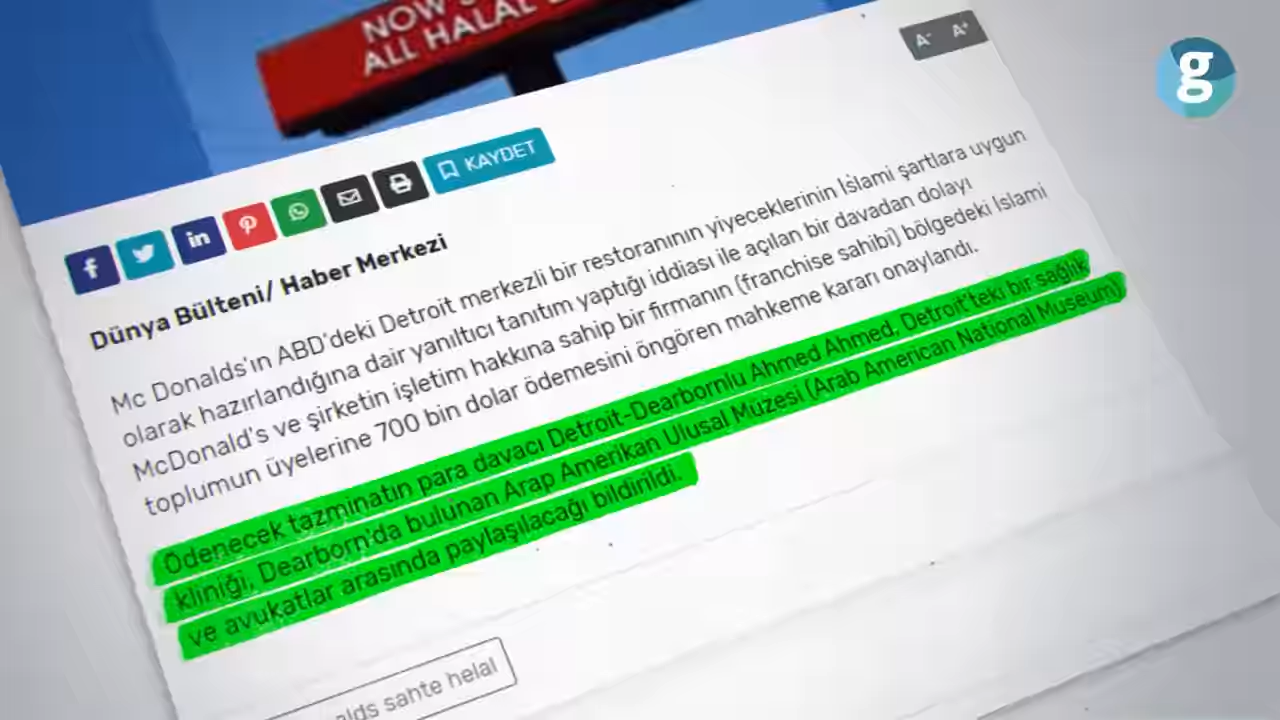 NOW
ALL HALAL
A- A+
g
KAYDET
Dünya Bülteni/ Haber Merkezi
Mc Donalds'ın ABD'deki Detroit merkezli bir restoranının yiyeceklerinin İslami şartlara uygun
olarak hazırlandığına dair yanıltıcı tanıtım yaptığı iddiası ile açılan bir davadan dolayı
McDonald's ve şirketin işletim hakkına sahip bir firmanın (franchise sahibi) bölgedeki İslami
toplumun üyelerine 700 bin dolar ödemesini öngören mahkeme kararı onaylandı.
Ödenecek tazminatın para davacı Detroit-Dearbornlu Ahmed Ahmed, Detroit'teki bir sağlık
kliniği, Dearborn'da bulunan Arap Amerikan Ulusal Müzesi (Arab American National Museum)
ve avukatlar arasında paylaşılacağı bildirildi.
alds sahte helal